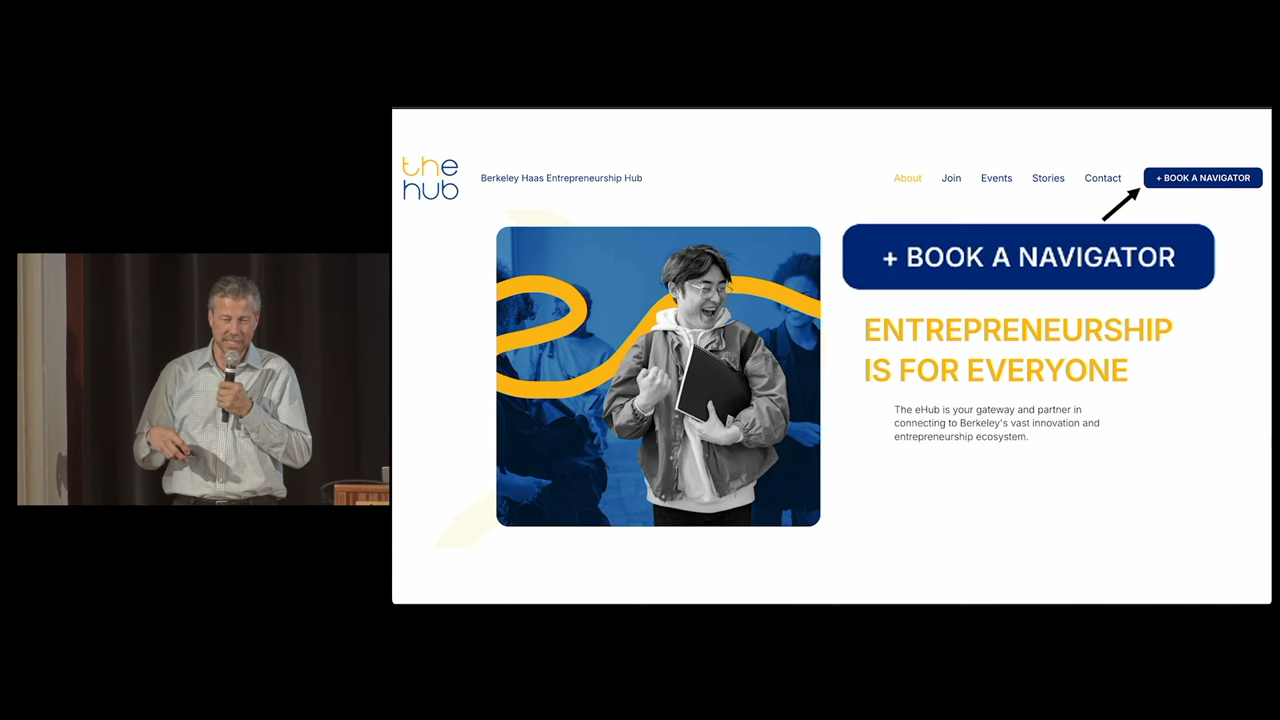 the
hub
Berkeley Haas Entrepreneurship Hub
About
Join
Events
Stories
Contact
+ BOOK A NAVIGATOR
+ BOOK A NAVIGATOR
ENTREPRENEURSHIP
IS FOR EVERYONE
The eHub is your gateway and partner in
connecting to Berkeley's vast innovation and
entrepreneurship ecosystem.